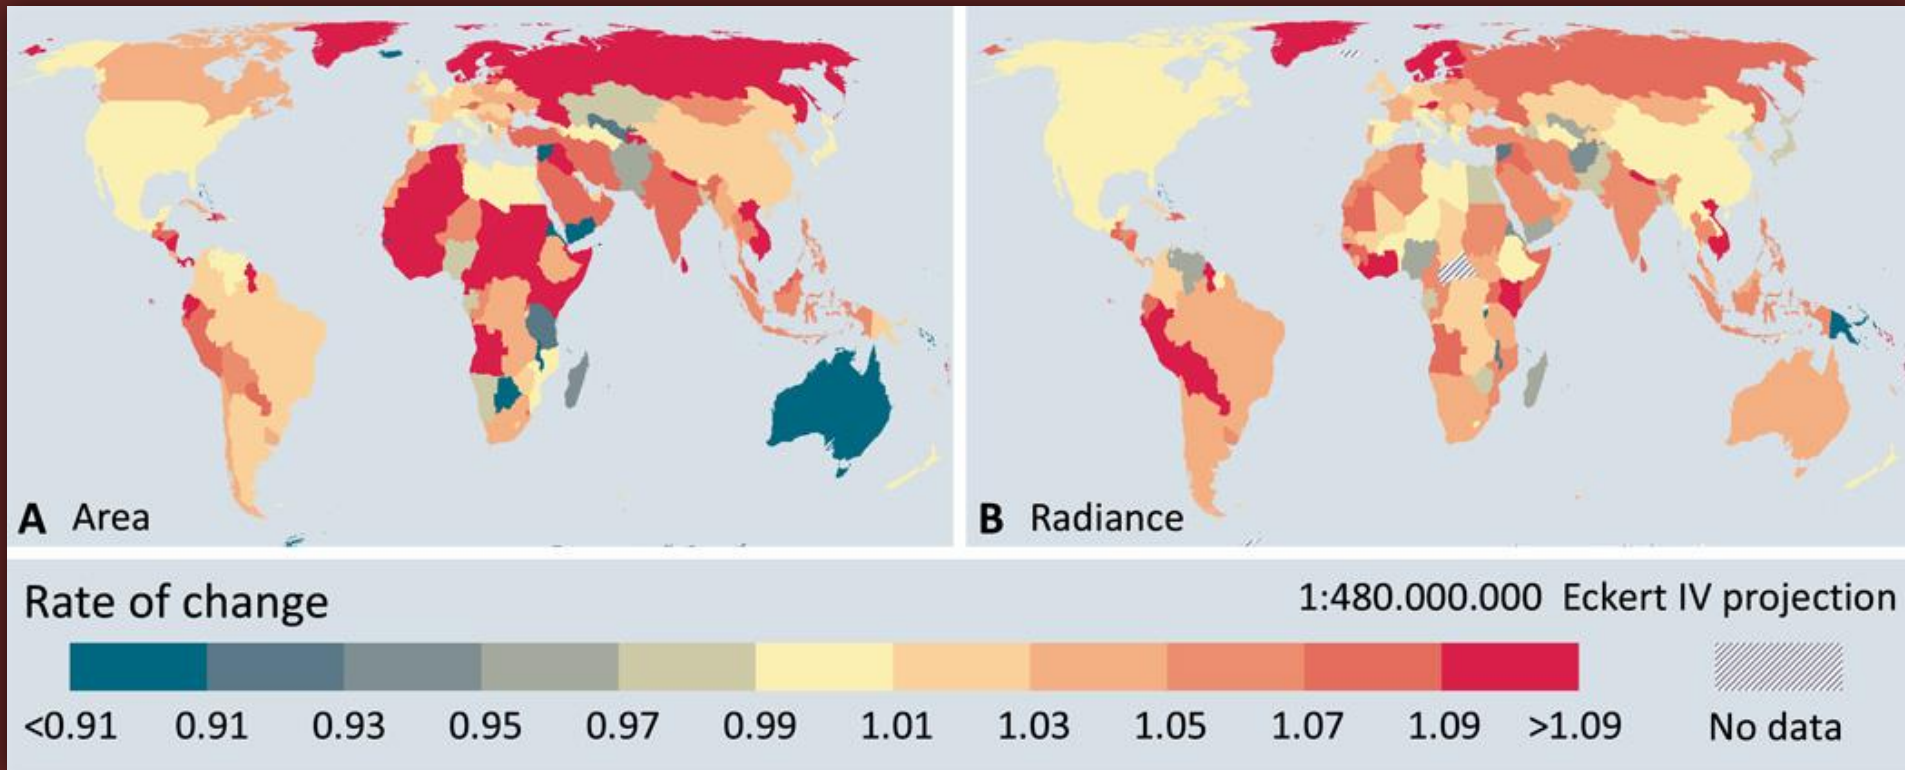 A Area
B Radiance
Rate of change
1:480.000.000 Eckert IV projection
<0.91 0.91 0.93 0.95 0.97 0.99 1.01 1.03 1.05 1.07 1.09 >1.09 No data